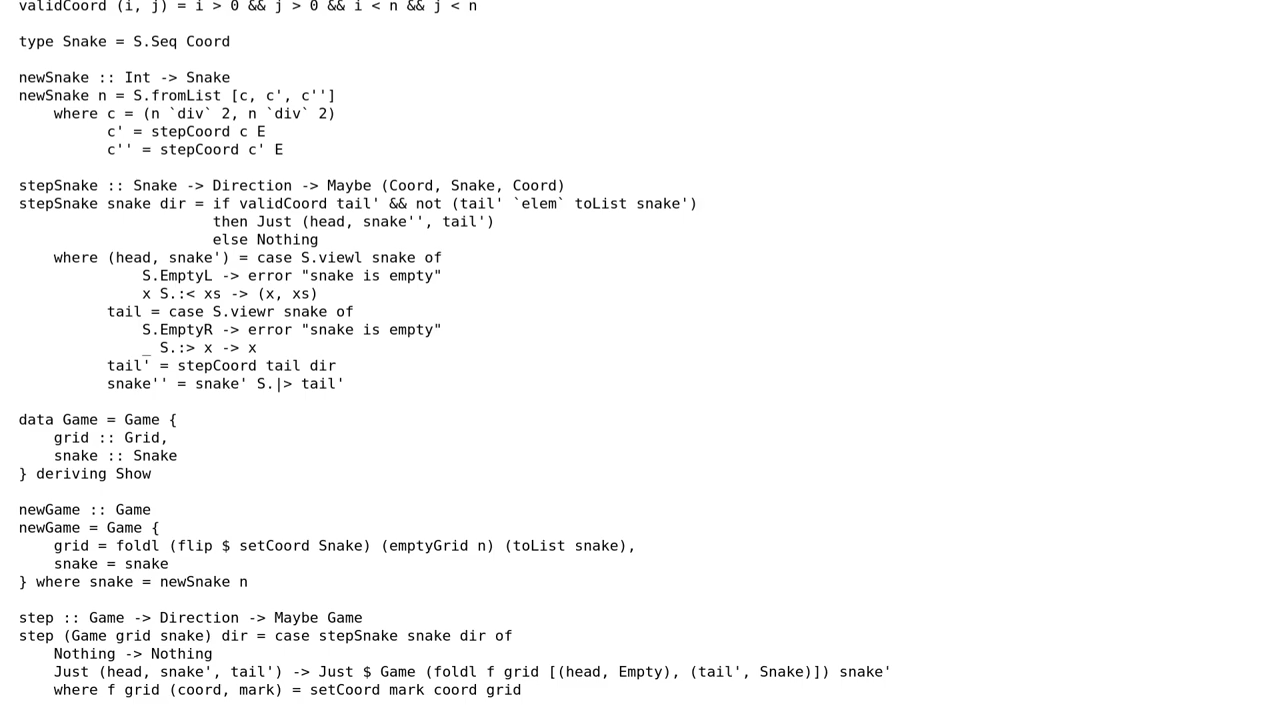 validCoord (i, j) = i > 0 && j > 0 && i < n && j < n
type Snake = S.Seq Coord
newSnake :: Int -> Snake
newSnake n = S.fromList [c, c', c'']
    where c = (n `div` 2, n `div` 2)
          c' = stepCoord c E
          c'' = stepCoord c' E
stepSnake :: Snake -> Direction -> Maybe (Coord, Snake, Coord)
stepSnake snake dir = if validCoord tail' && not (tail' `elem` toList snake')
                      then Just (head, snake'', tail')
                      else Nothing
    where (head, snake') = case S.viewl snake of
              S.EmptyL -> error "snake is empty"
              x S.:< xs -> (x, xs)
          tail = case S.viewr snake of
              S.EmptyR -> error "snake is empty"
              _ S.:> x -> x
          tail' = stepCoord tail dir
          snake'' = snake' S.|> tail'
data Game = Game {
    grid :: Grid,
    snake :: Snake
} deriving Show
newGame :: Game
newGame = Game {
    grid = foldl (flip $ setCoord Snake) (emptyGrid n) (toList snake),
    snake = snake
} where snake = newSnake n
step :: Game -> Direction -> Maybe Game
step (Game grid snake) dir = case stepSnake snake dir of
    Nothing -> Nothing
    Just (head, snake', tail') -> Just $ Game (foldl f grid [(head, Empty), (tail', Snake)]) snake'
    where f grid (coord, mark) = setCoord mark coord grid